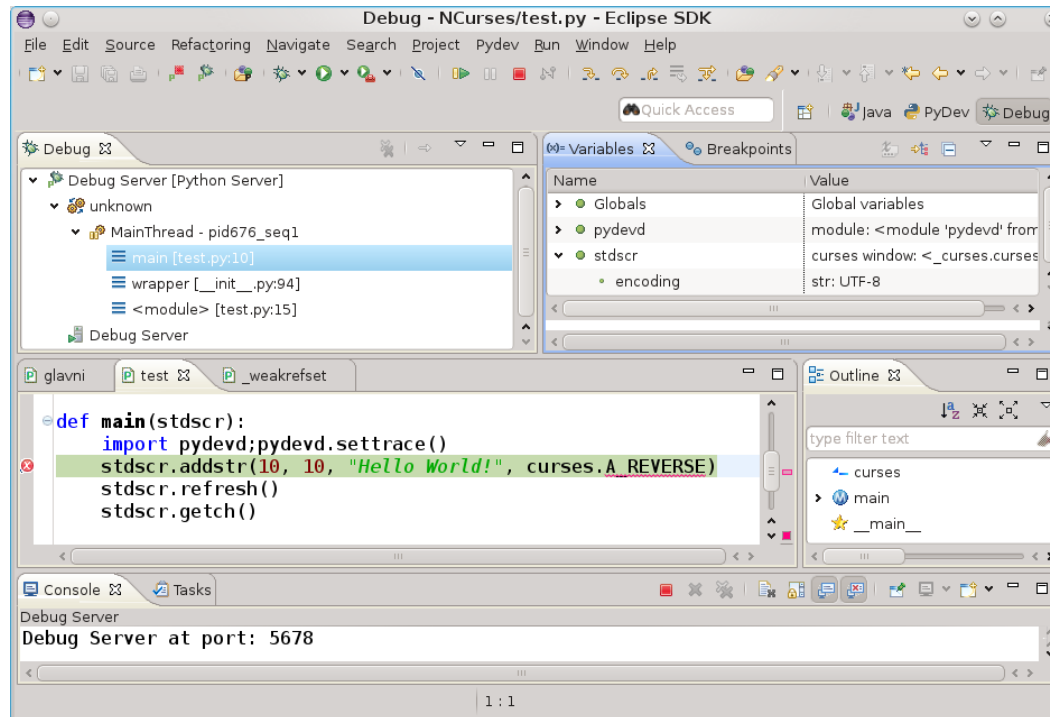 Debug - NCurses/test.py - Eclipse SDK
File Edit Source Refactoring Navigate Search Project Pydev Run Window Help
Quick Access Java PyDev Debug
Debug
Debug Server [Python Server]
unknown
MainThread - pid676_seq1
main [test.py:10]
wrapper [__init__.py:94]
<module> [test.py:15]
Debug Server
(x)= Variables Breakpoints
Name Value
Globals Global variables
pydevd module: <module 'pydevd' from
stdscr curses window: <_curses.curses
encoding str: UTF-8
glavni test _weakrefset
def main(stdscr):
import pydevd;pydevd.settrace()
stdscr.addstr(10, 10, "Hello World!", curses.A_REVERSE)
stdscr.refresh()
stdscr.getch()
Outline
type filter text
curses
main
__main__
Console Tasks
Debug Server
Debug Server at port: 5678
1 : 1